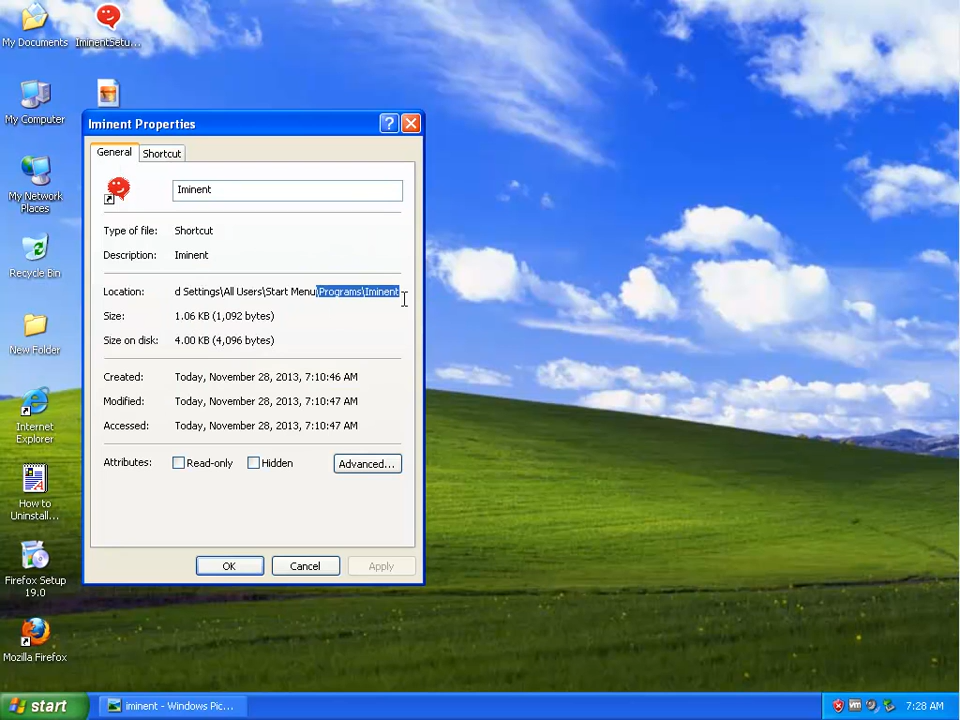 My Documents
IminentSetu...
My Computer
My Network
Places
Recycle Bin
New Folder
Internet
Explorer
How to
Uninstall...
Firefox Setup
19.0
Mozilla Firefox
Iminent Properties
General
Shortcut
Iminent
Type of file: Shortcut
Description: Iminent
Location: d Settings\All Users\Start Menu\Programs\Iminent
Size: 1.06 KB (1,092 bytes)
Size on disk: 4.00 KB (4,096 bytes)
Created: Today, November 28, 2013, 7:10:46 AM
Modified: Today, November 28, 2013, 7:10:47 AM
Accessed: Today, November 28, 2013, 7:10:47 AM
Attributes: Read-only Hidden Advanced...
OK Cancel Apply
start
iminent - Windows Pic...
7:28 AM